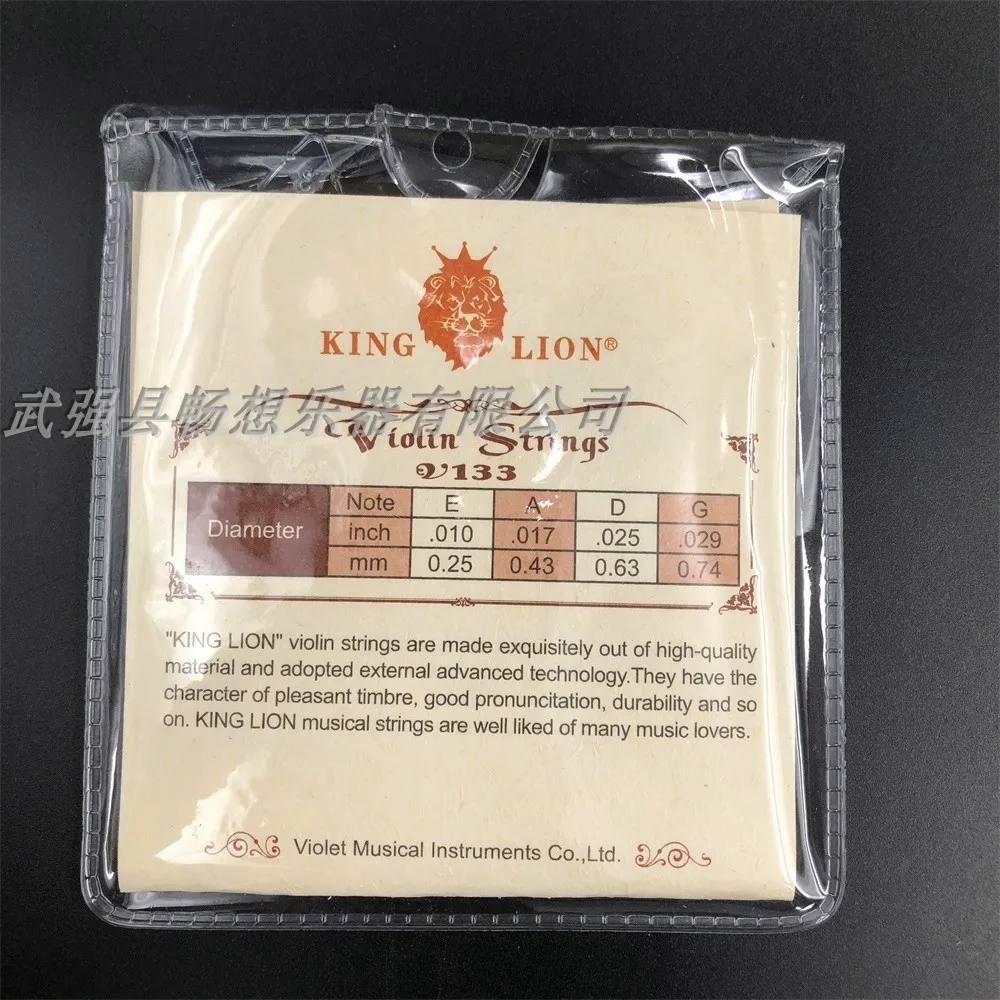 KING LION®
武强县畅想乐器有限公司
Violin Strings
V133
Diameter
Note E A D G
inch .010 .017 .025 .029
mm 0.25 0.43 0.63 0.74
"KING LION" violin strings are made exquisitely out of high-quality
material and adopted external advanced technology.They have the
character of pleasant timbre, good pronuncitation, durability and so
on. KING LION musical strings are well liked of many music lovers.
Violet Musical Instruments Co.,Ltd.